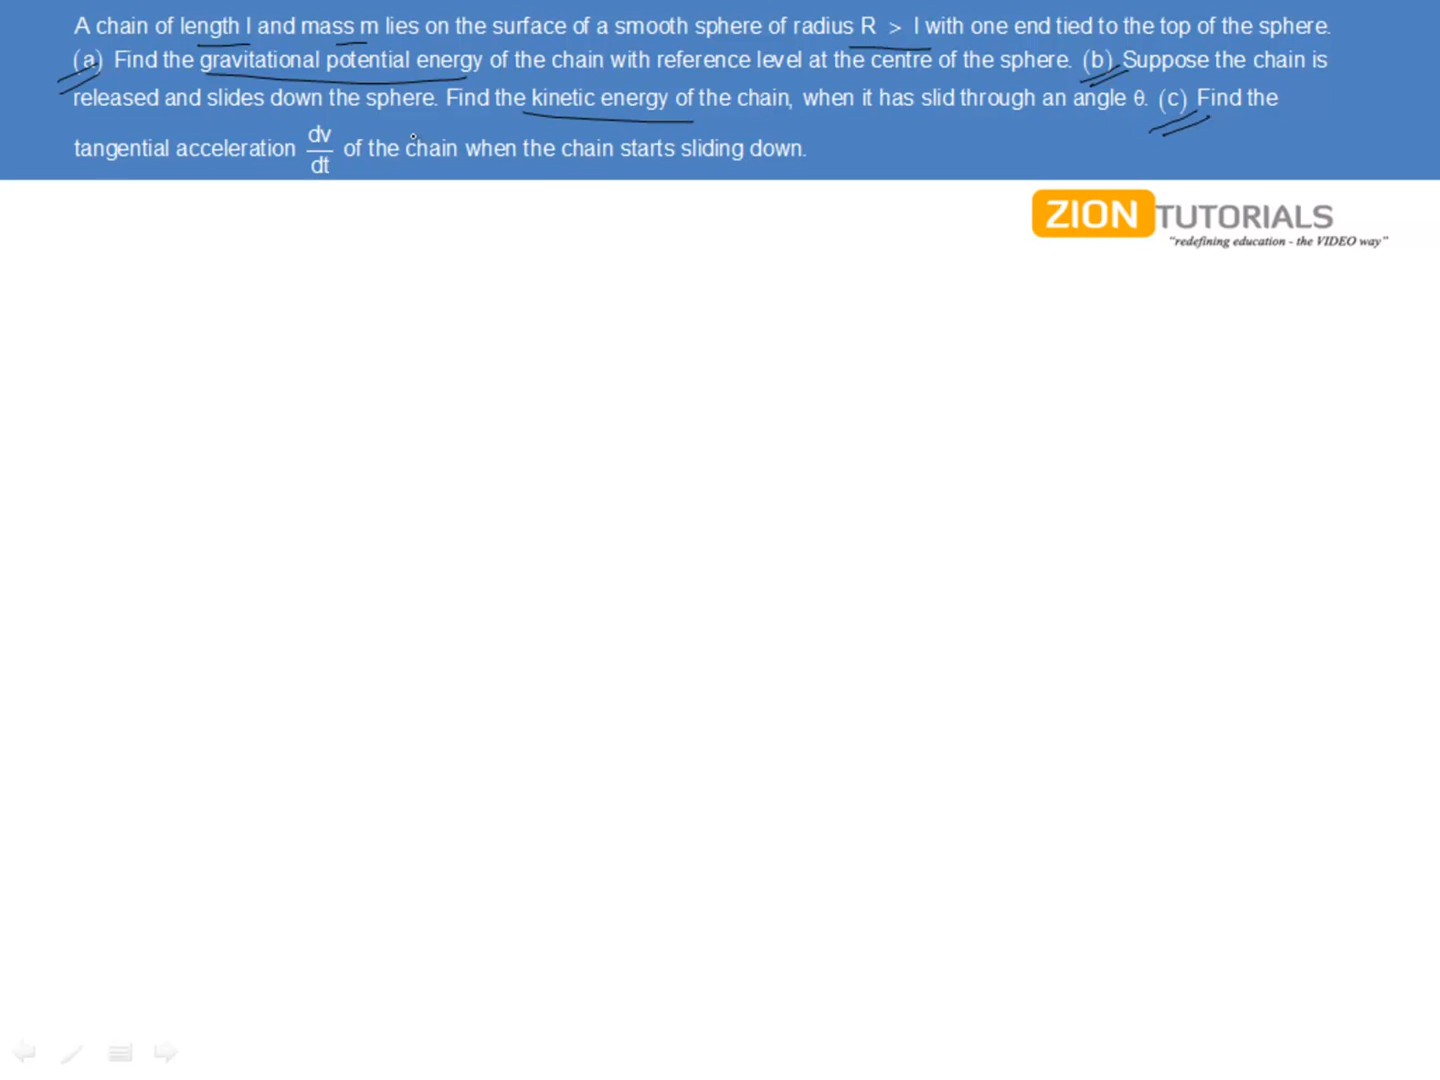 A chain of length l and mass m lies on the surface of a smooth sphere of radius R > l with one end tied to the top of the sphere.
(a) Find the gravitational potential energy of the chain with reference level at the centre of the sphere. (b) Suppose the chain is
released and slides down the sphere. Find the kinetic energy of the chain, when it has slid through an angle θ. (c) Find the
tangential acceleration dv/dt of the chain when the chain starts sliding down.
ZION TUTORIALS
"redefining education - the VIDEO way"